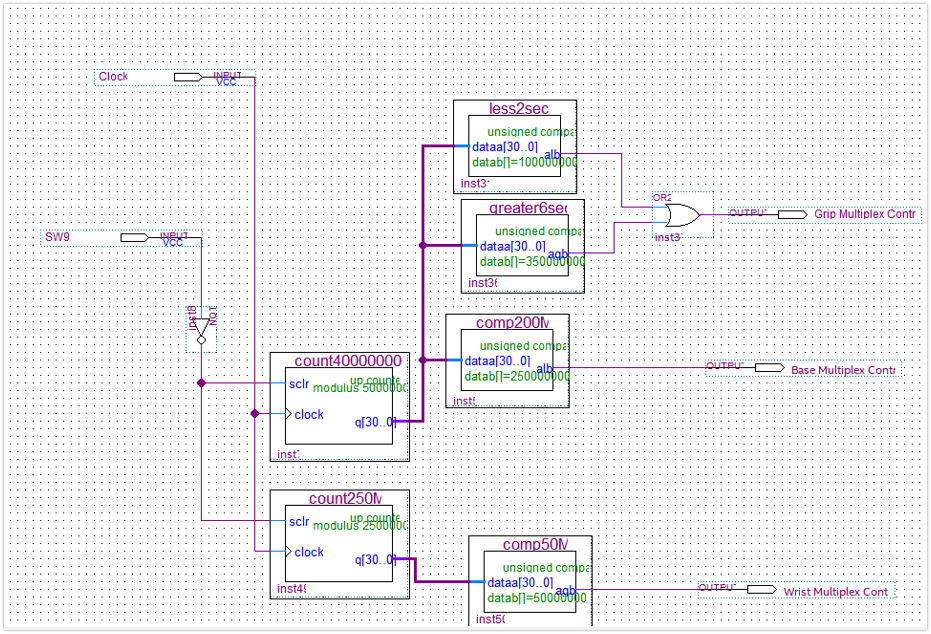 Clock
INPUT
VCC
less2sec
unsigned compa
dataa[30..0]
alb
datab[]=100000000
inst3
greater6sec
unsigned compa
dataa[30..0]
agb
datab[]=350000000
inst36
OR2
inst3
OUTPUT
Grip Multiplex Contr
SW9
INPUT
VCC
inst8
NOT
comp200M
unsigned compa
dataa[30..0]
alb
datab[]=250000000
inst5
OUTPUT
Base Multiplex Contr
count40000000
up counte
sclr
modulus 5000000
clock
q[30..0]
inst
count250M
up counte
sclr
modulus 2500000
clock
q[30..0]
inst49
comp50M
unsigned compa
dataa[30..0]
agb
datab[]=50000000
inst50
OUTPUT
Wrist Multiplex Cont